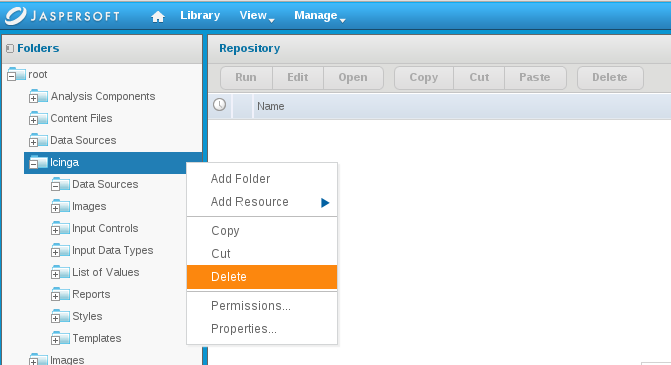 JASPERSOFT Library View Manage
Folders
Repository
root
Run Edit Open Copy Cut Paste Delete
Analysis Components
Name
Content Files
Data Sources
Icinga
Data Sources
Images
Input Controls
Input Data Types
List of Values
Reports
Styles
Templates
Images
Add Folder
Add Resource
Copy
Cut
Delete
Permissions...
Properties...